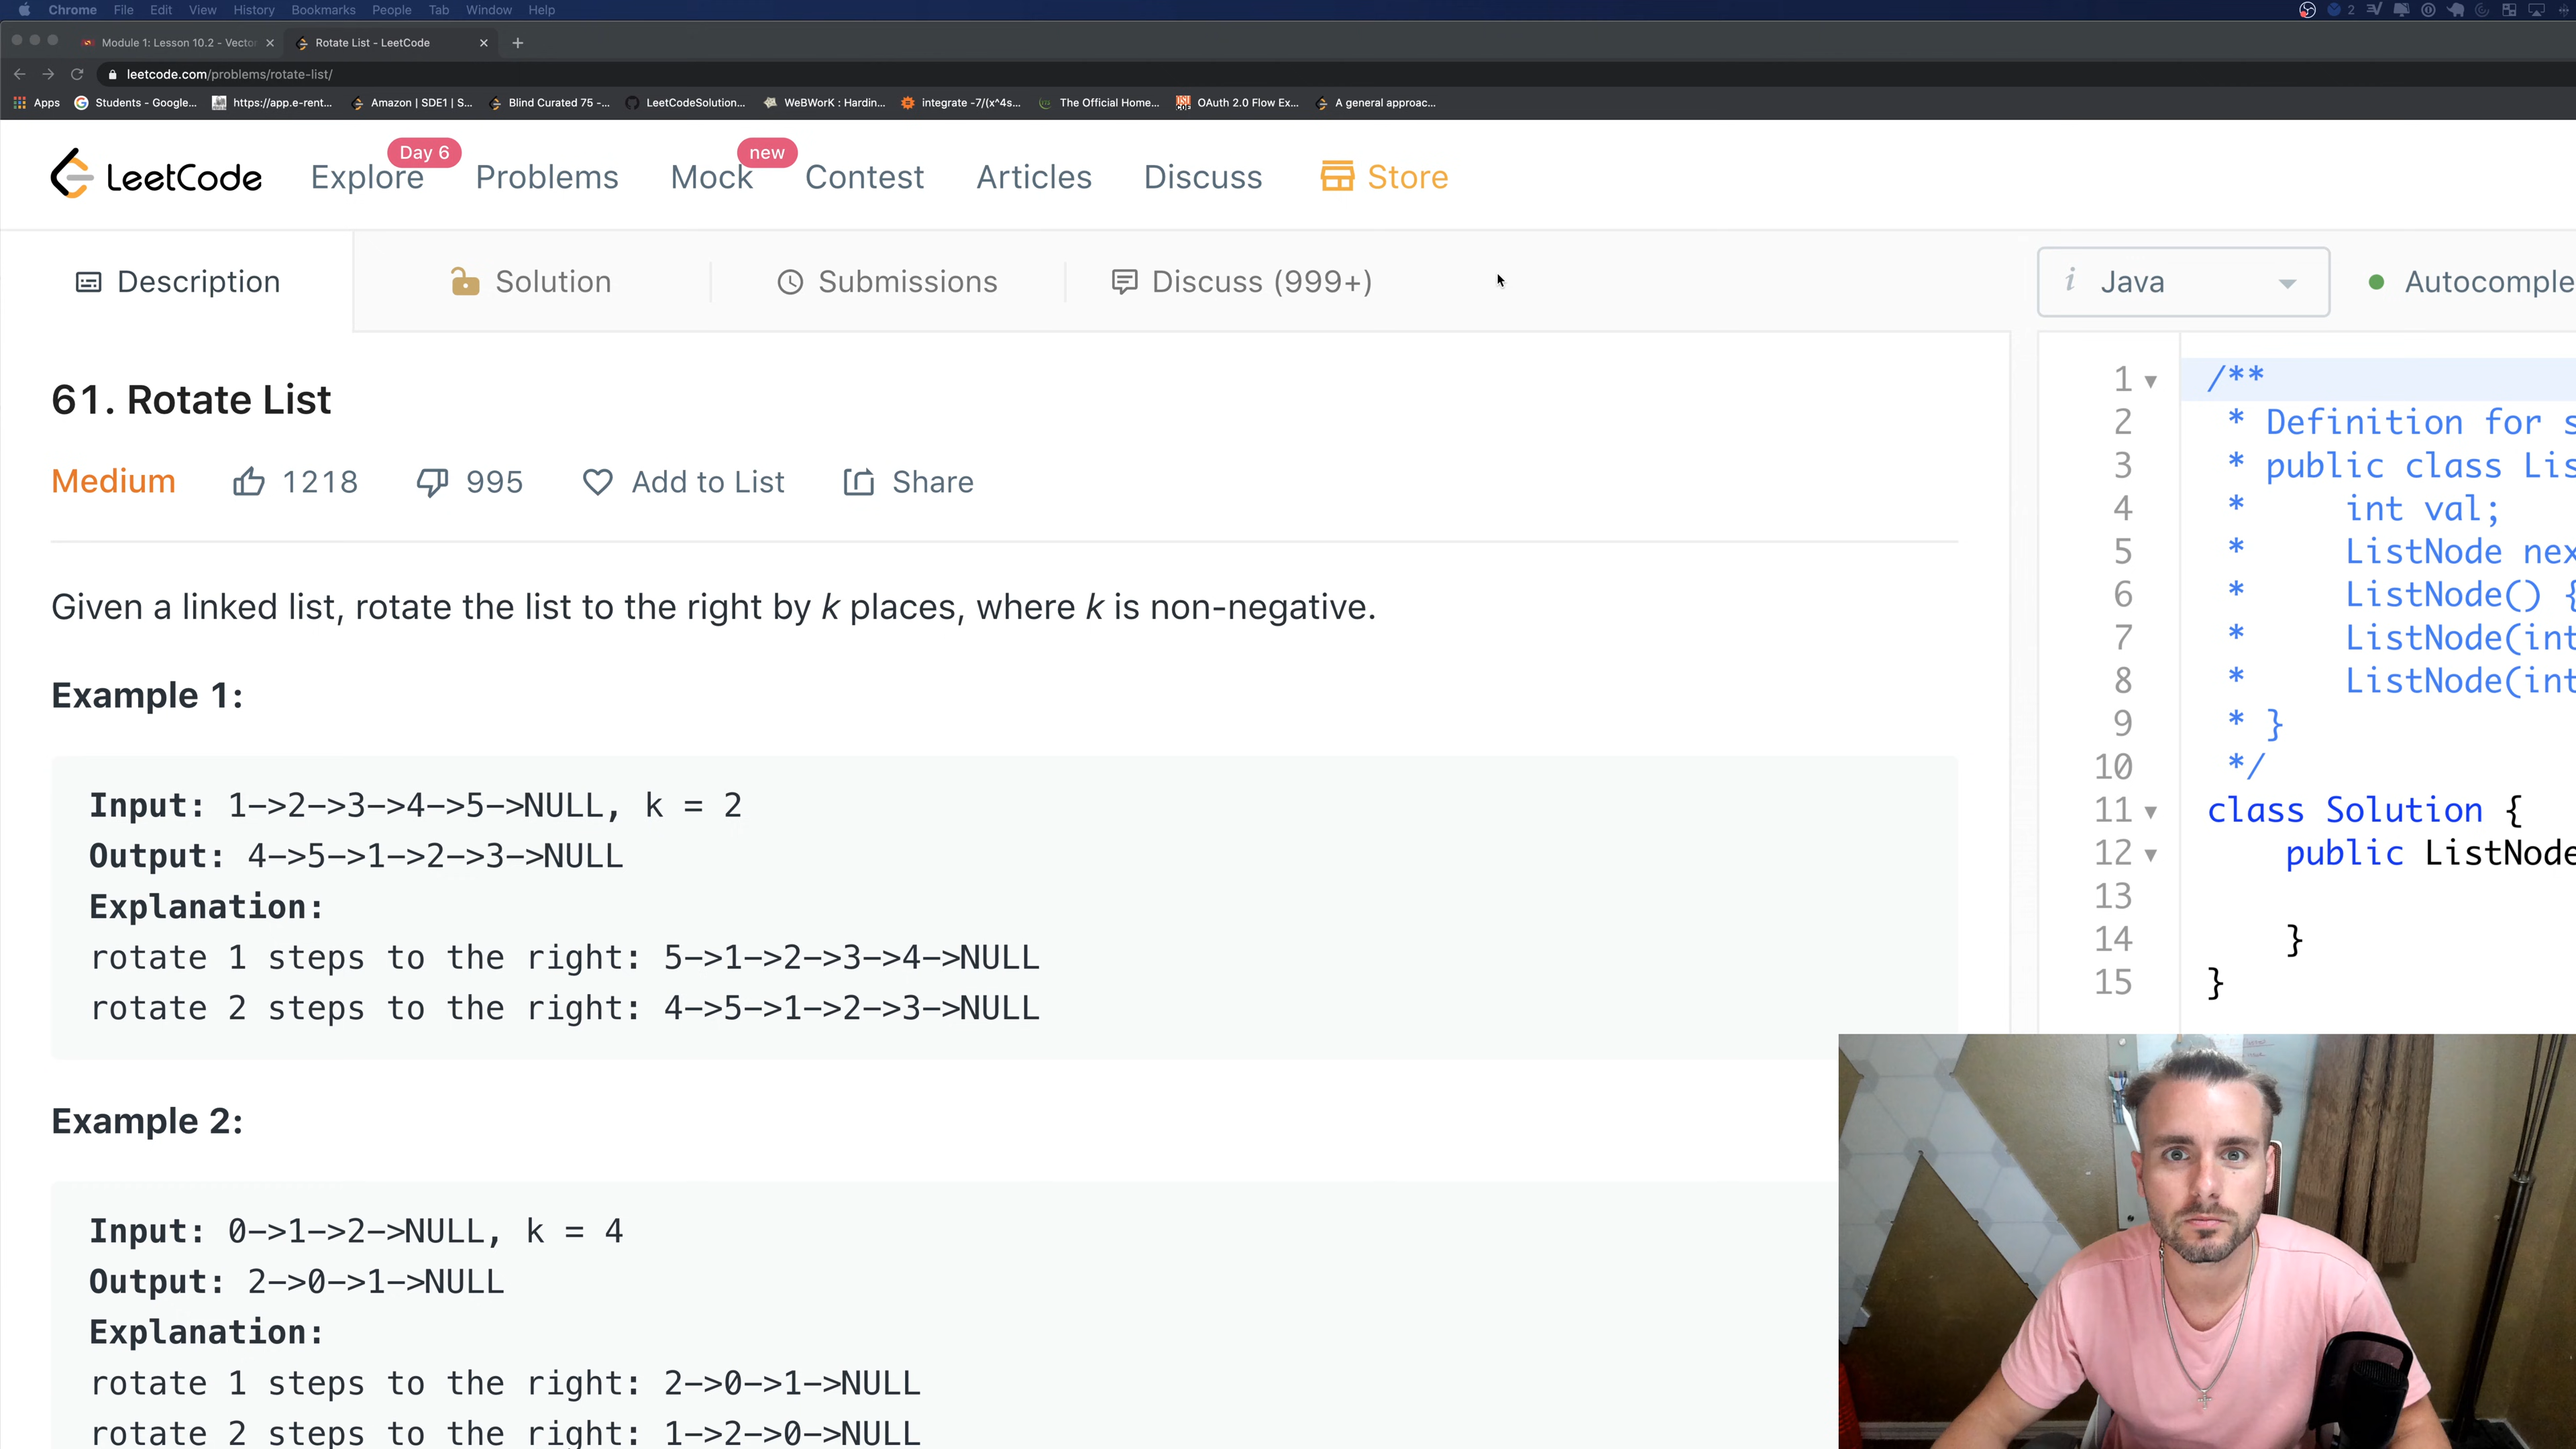 Chrome File Edit View History Bookmarks People Tab Window Help 2
Module 1: Lesson 10.2 - Vector Rotate List - LeetCode
leetcode.com/problems/rotate-list/
Apps Students - Google... https://app.e-rent... Amazon | SDE1 | S... Blind Curated 75 -... LeetCodeSolution... WeBWorK : Hardin... integrate -7/(x^4s... The Official Home... OAuth 2.0 Flow Ex... A general approac...
Day 6 new
LeetCode Explore Problems Mock Contest Articles Discuss Store
Description Solution Submissions Discuss (999+) i Java Autocomple
61. Rotate List
Medium 1218 995 Add to List Share
Given a linked list, rotate the list to the right by k places, where k is non-negative.
Example 1:
Input: 1->2->3->4->5->NULL, k = 2
Output: 4->5->1->2->3->NULL
Explanation:
rotate 1 steps to the right: 5->1->2->3->4->NULL
rotate 2 steps to the right: 4->5->1->2->3->NULL
Example 2:
Input: 0->1->2->NULL, k = 4
Output: 2->0->1->NULL
Explanation:
rotate 1 steps to the right: 2->0->1->NULL
rotate 2 steps to the right: 1->2->0->NULL
1 /**
2 * Definition for s
3 * public class Lis
4 * int val;
5 * ListNode nex
6 * ListNode() {
7 * ListNode(int
8 * ListNode(int
9 * }
10 */
11 class Solution {
12 public ListNode
13
14 }
15 }